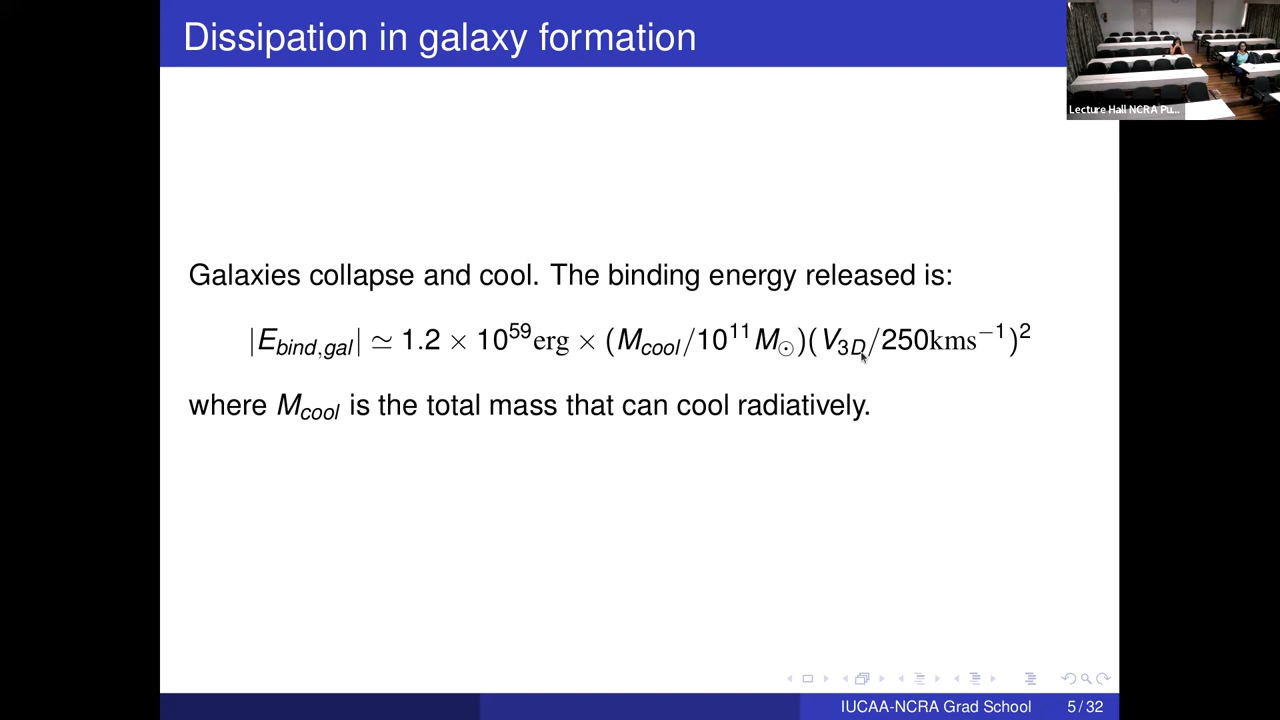 Dissipation in galaxy formation
Lecture Hall NCRA Pu...
Galaxies collapse and cool. The binding energy released is:
|E_bind,gal| ≃ 1.2 × 10^59 erg × (M_cool/10^11 M_⊙)(V_3D/250kms^−1)^2
where M_cool is the total mass that can cool radiatively.
IUCAA-NCRA Grad School 5 / 32